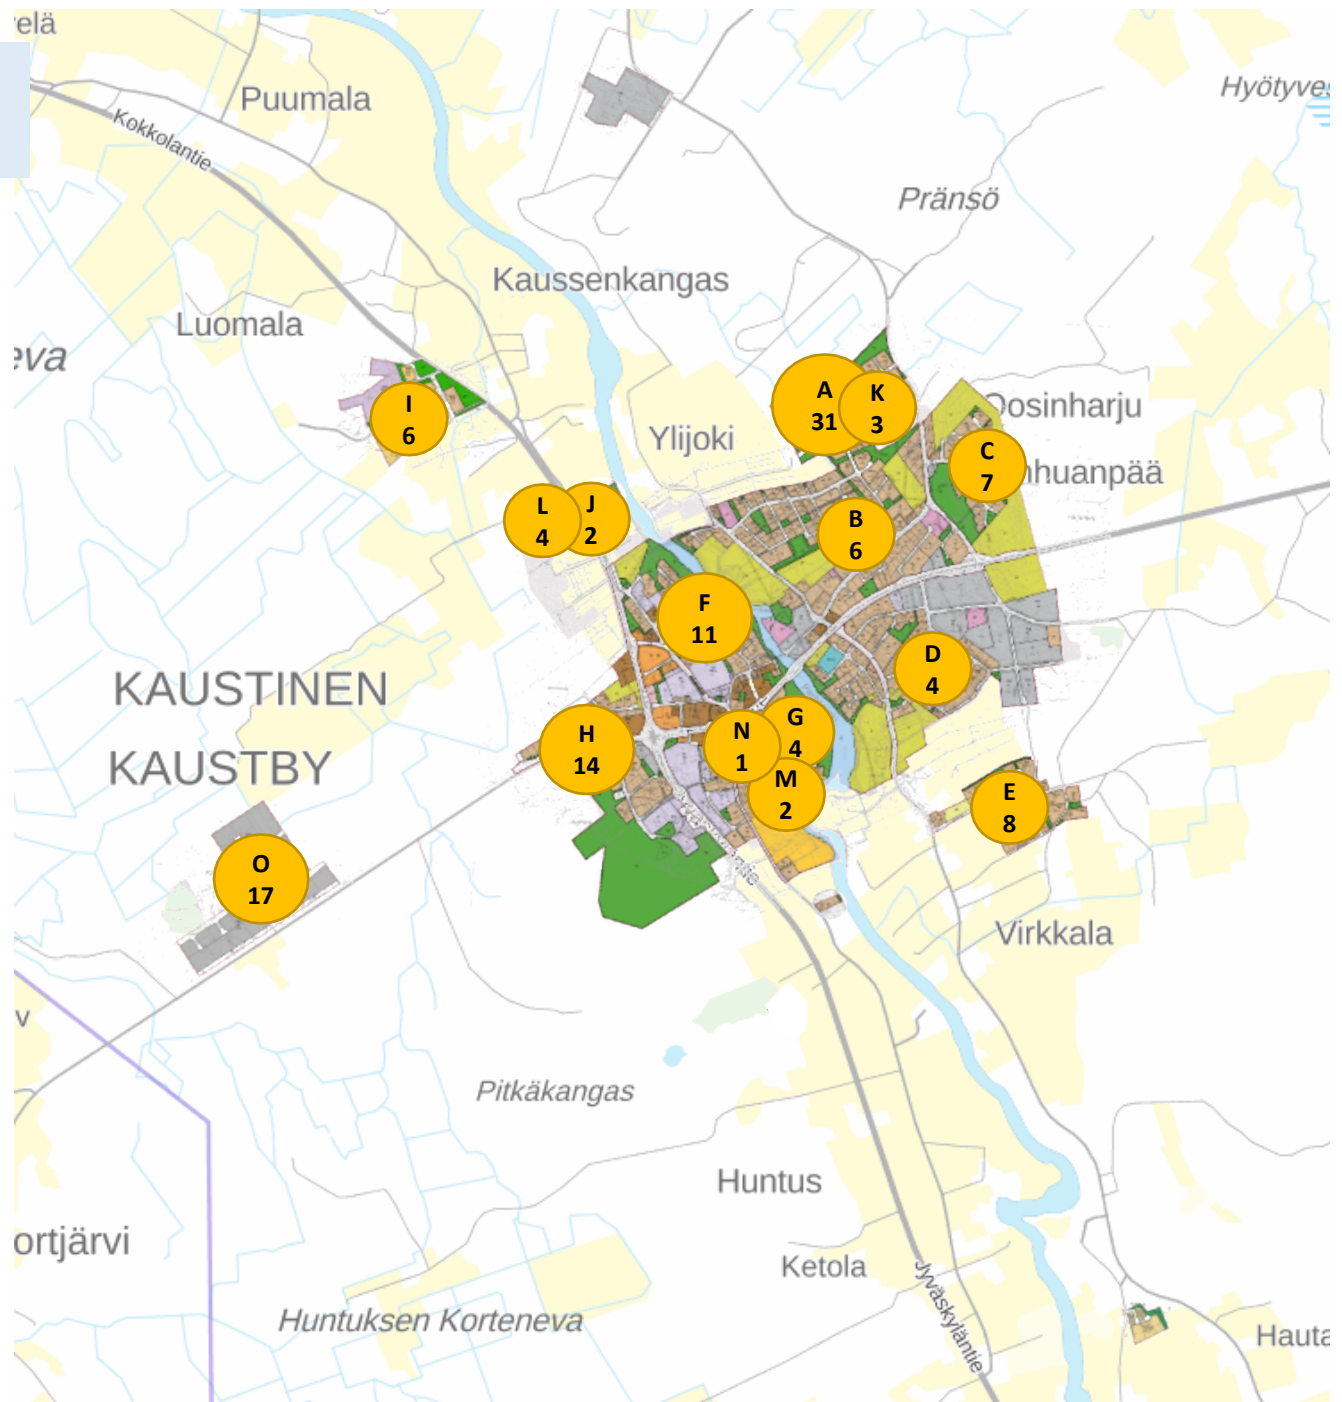 elä
Puumala
Hyötyves
Kokkolantie
Pränsö
Kaussenkangas
Luomala
eva
A
31
K
3
I
6
Oosinharju
Ylijoki
C
7
nhuanpää
L
4
J
2
B
6
F
11
D
4
KAUSTINEN
KAUSTBY
H
14
N
1
G
4
M
2
E
8
O
17
Virkkala
v
Pitkäkangas
Huntus
ortjärvi
Ketola
Jyväskyläntie
Huntuksen Korteneva
Hauta